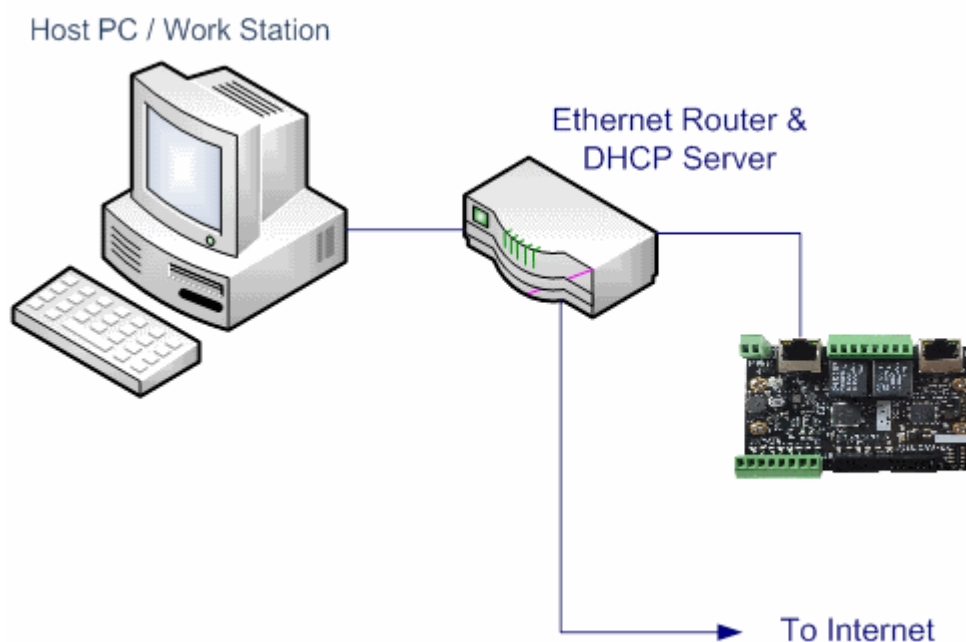 Host PC / Work Station
Ethernet Router &
DHCP Server
To Internet